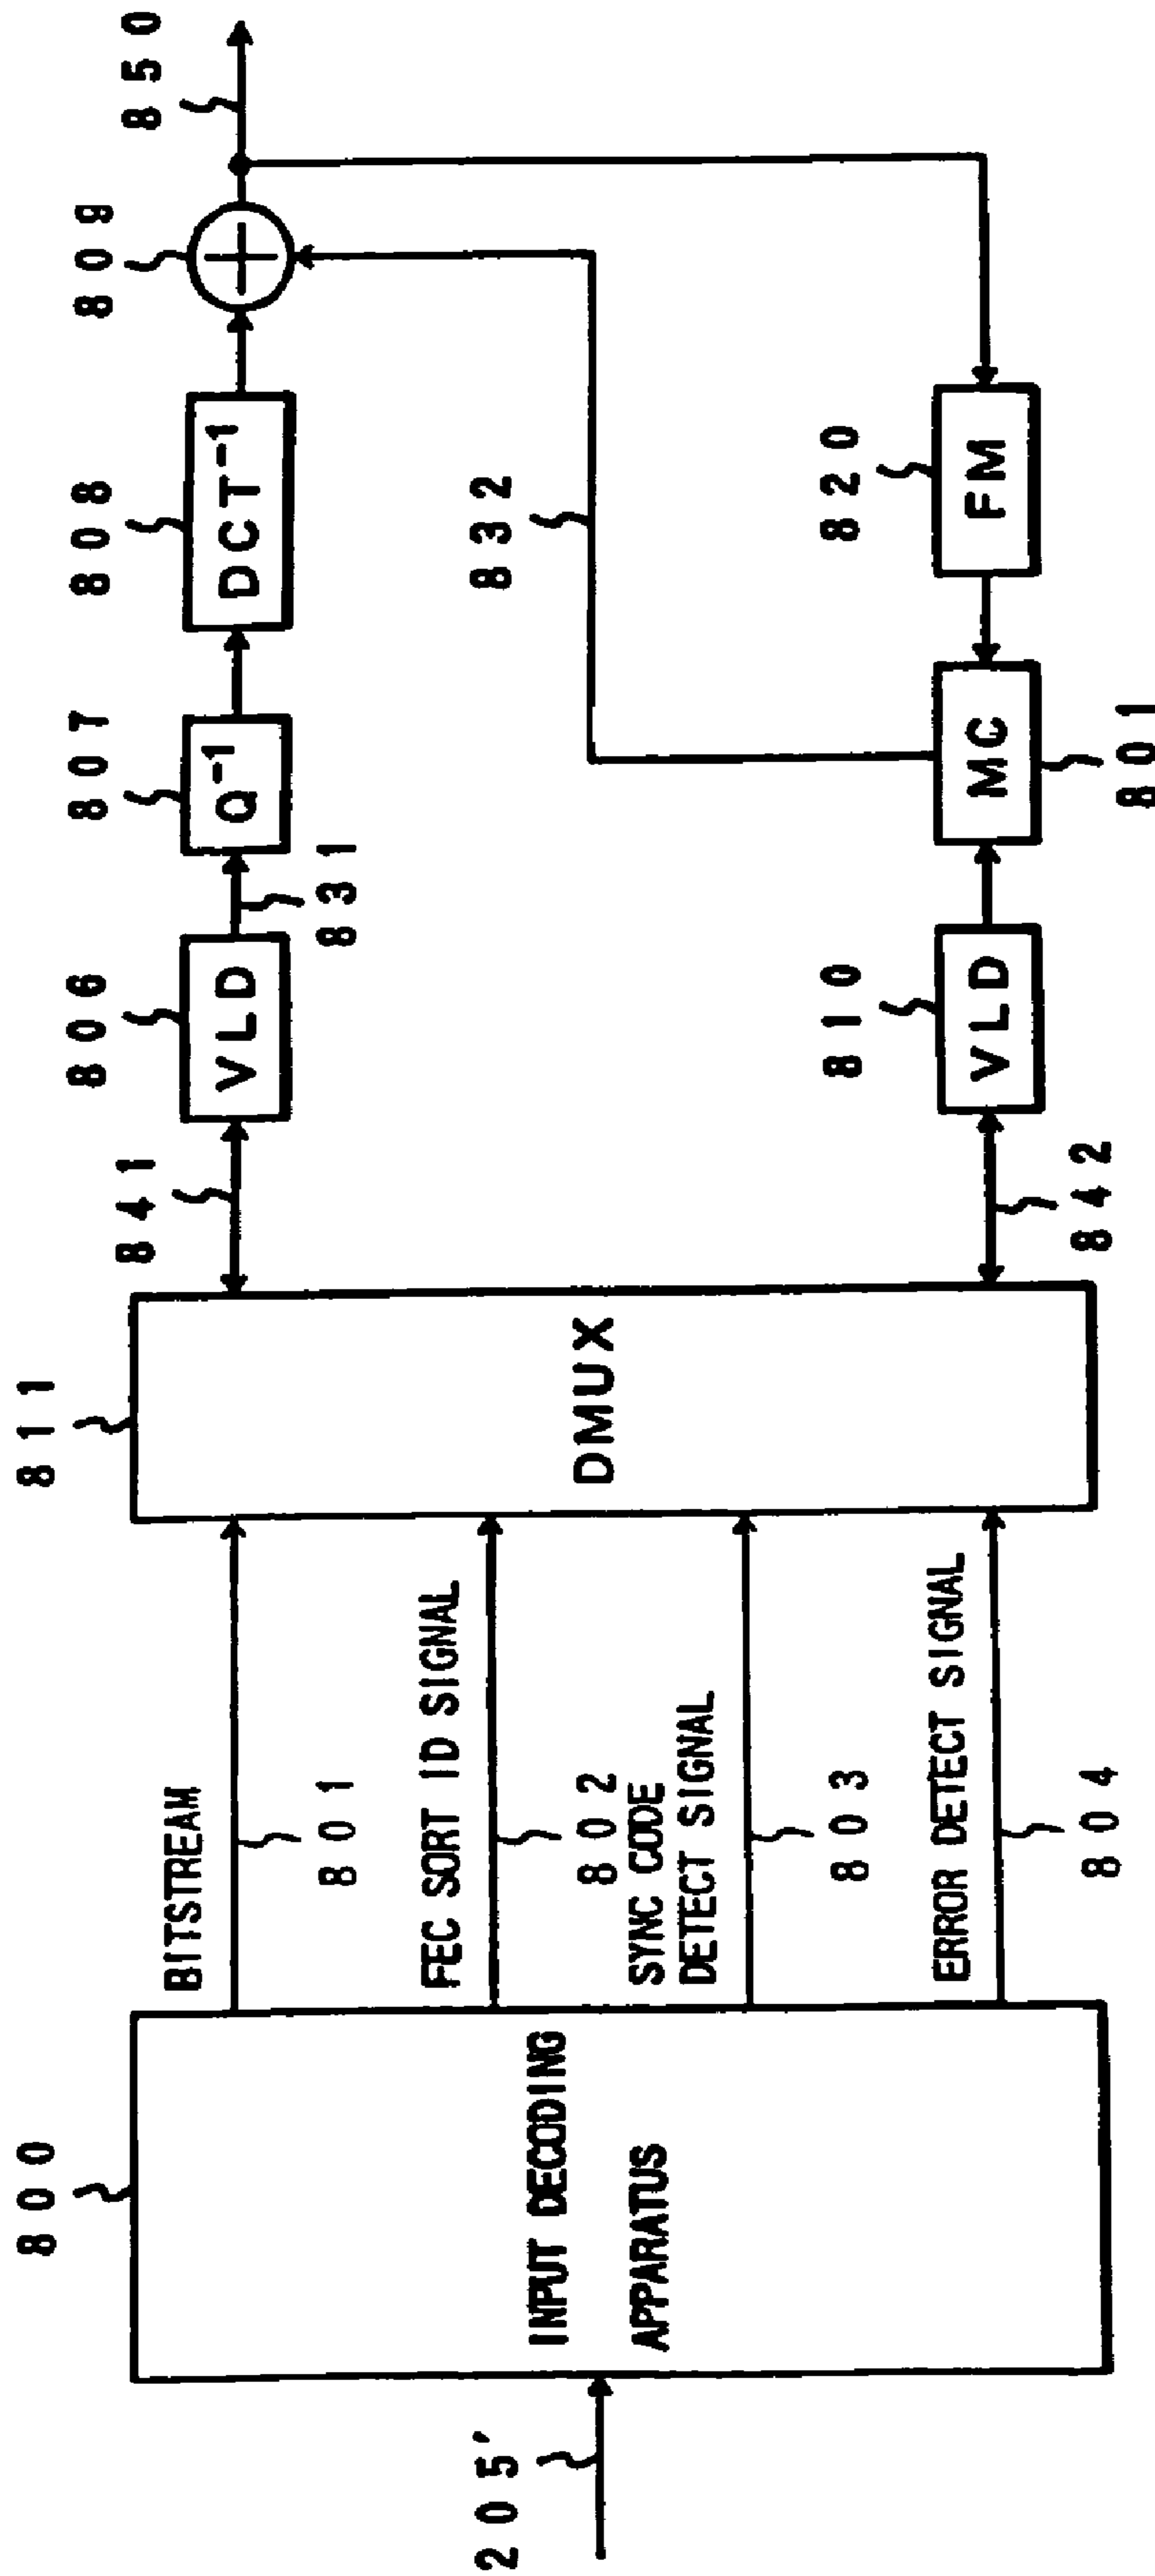 205'
800
INPUT DECODING
APPARATUS
BITSTREAM
801
FEC SORT ID SIGNAL
802
SYNC CODE
DETECT SIGNAL
803
ERROR DETECT SIGNAL
804
811
DMUX
841
806
VLD
831
807
Q⁻¹
808
DCT⁻¹
809
850
832
842
810
VLD
MC
801
820
FM